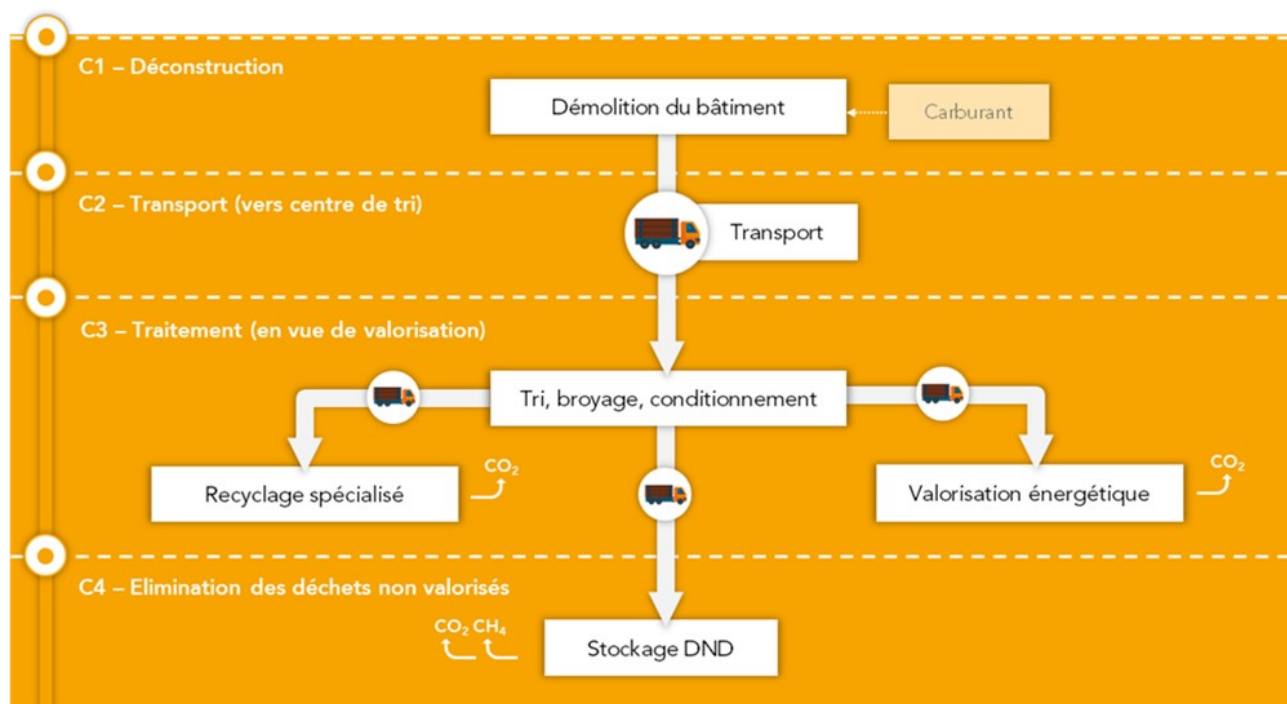 C1 – Déconstruction
Démolition du bâtiment
Carburant
C2 – Transport (vers centre de tri)
Transport
C3 – Traitement (en vue de valorisation)
Tri, broyage, conditionnement
Recyclage spécialisé
CO₂
Valorisation énergétique
CO₂
C4 – Elimination des déchets non valorisés
CO₂ CH₄
Stockage DND